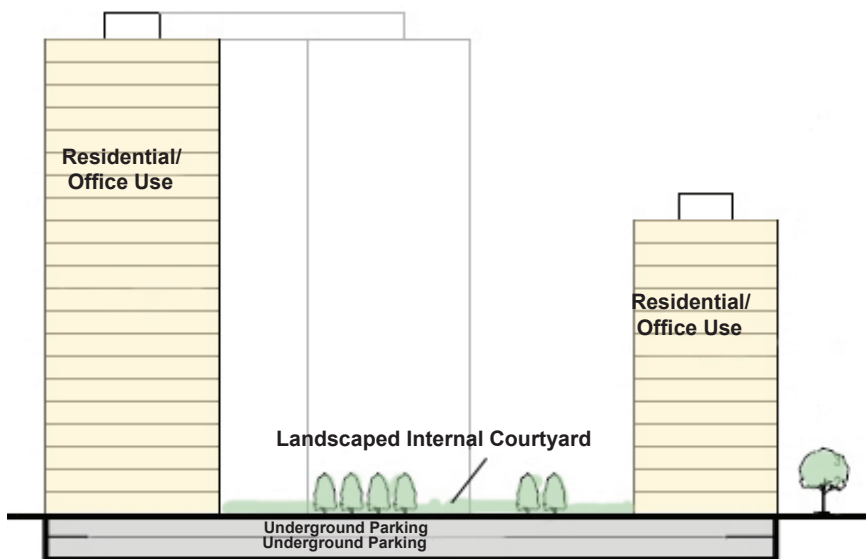 Residential/
Office Use
Residential/
Office Use
Landscaped Internal Courtyard
Underground Parking
Underground Parking